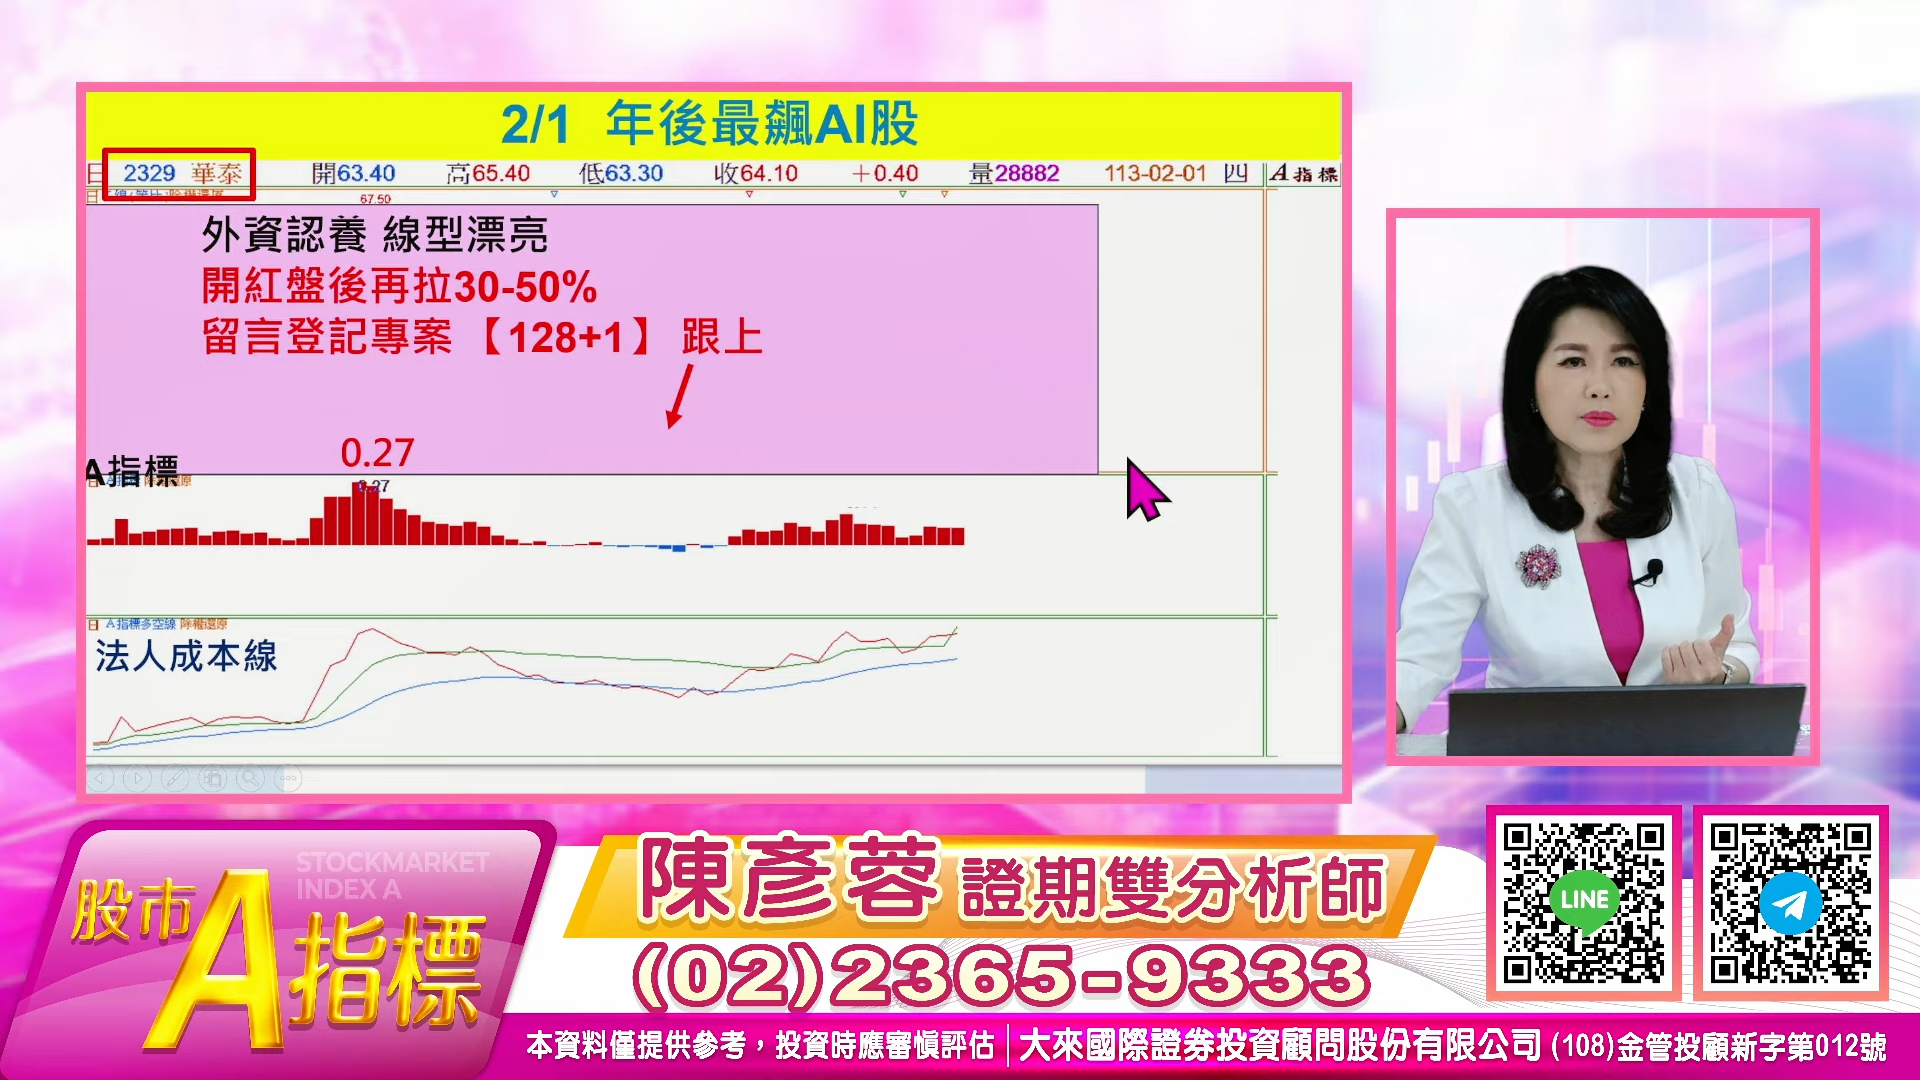 2/1 年後最飆AI股
日 2329 華泰 開63.40 高65.40 低63.30 收64.10 +0.40 量28882 113-02-01 四 A指標
67.50
外資認養 線型漂亮
開紅盤後再拉30-50%
留言登記專案 【128+1】 跟上
0.27
A指標
0.27
日 A指標多空線 除權還原
法人成本線
STOCKMARKET
INDEX A
股市A指標
陳彥蓉 證期雙分析師
(02)2365-9333
LINE
本資料僅提供參考,投資時應審慎評估 | 大來國際證券投資顧問股份有限公司 (108)金管投顧新字第012號